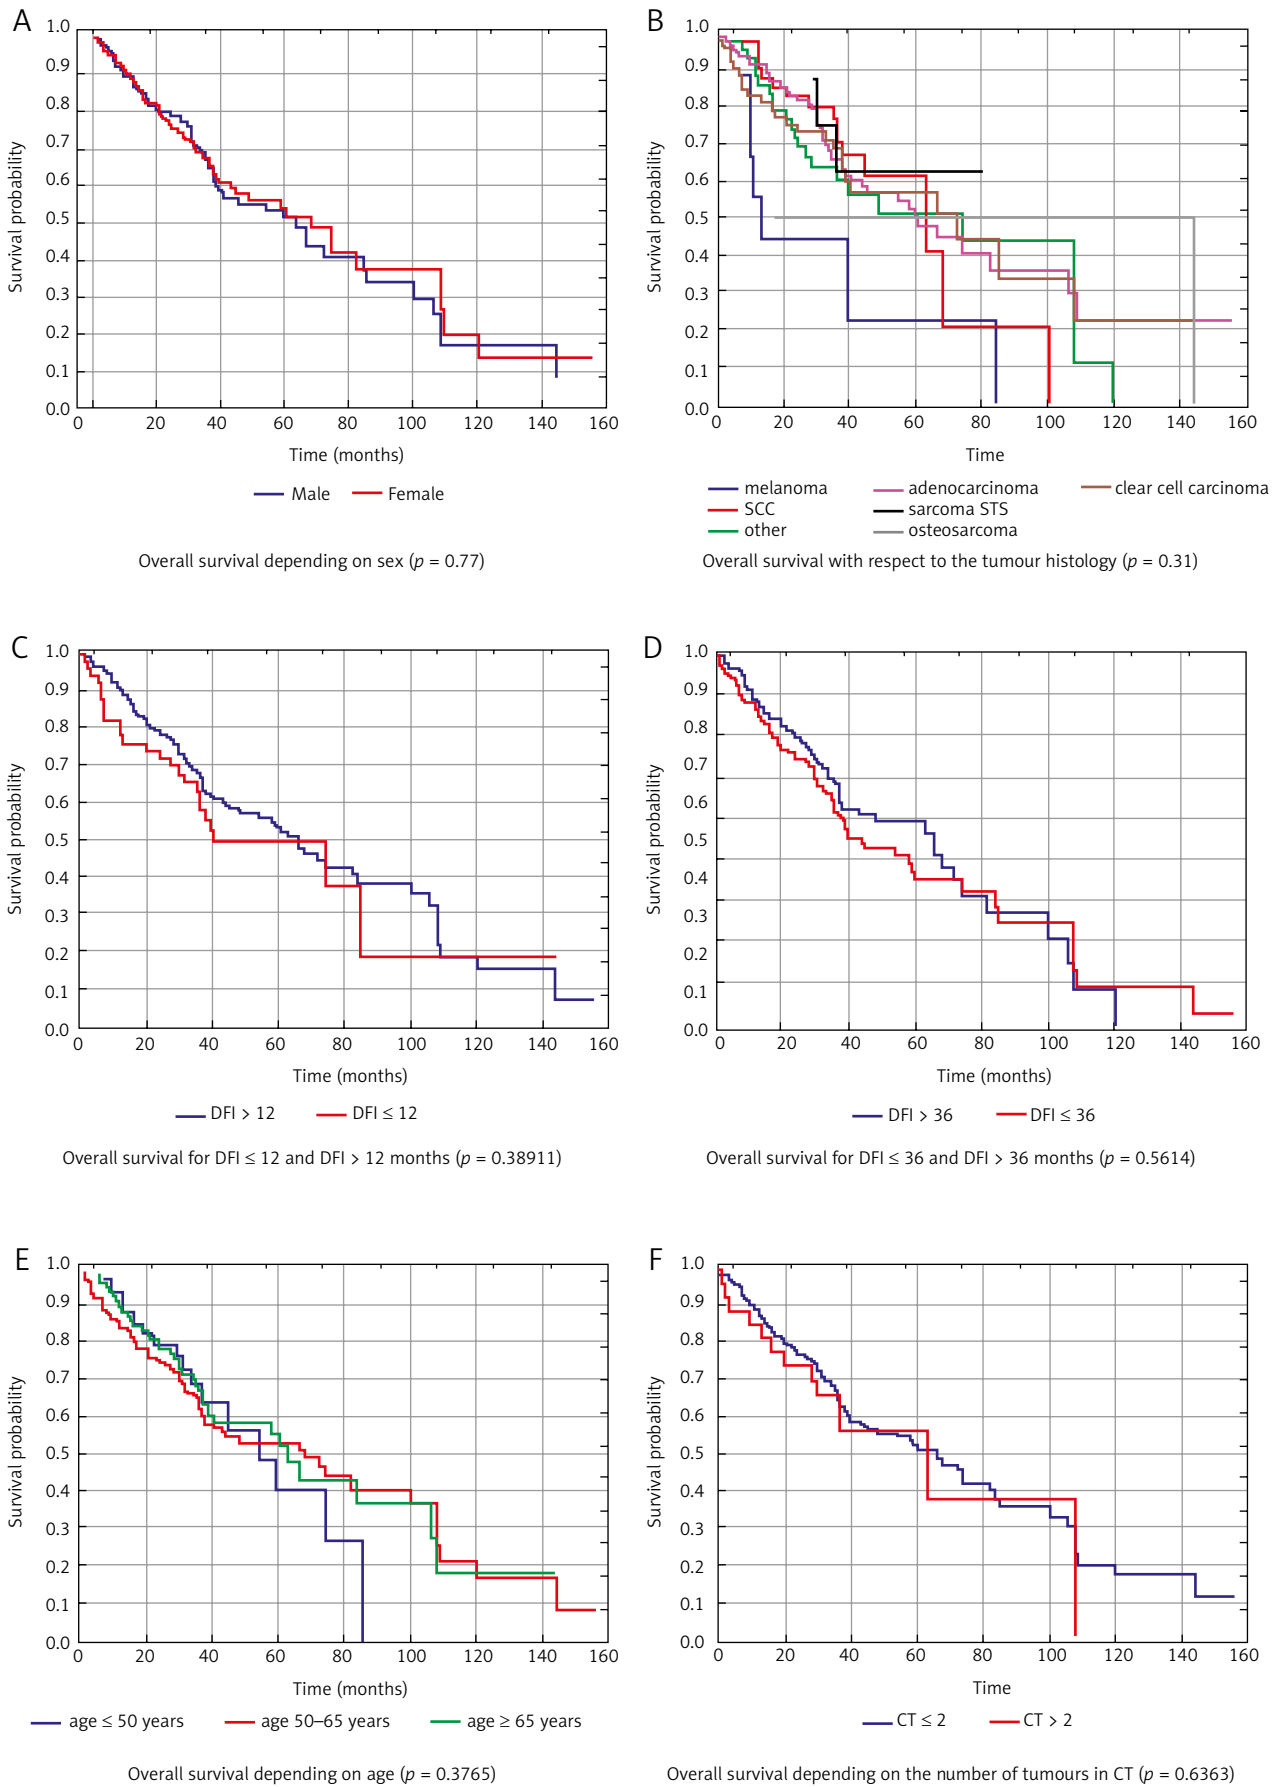 A
1.0
0.9
0.8
0.7
0.6
0.5
0.4
0.3
0.2
0.1
0.0
Survival probability
0 20 40 60 80 100 120 140 160
Time (months)
Male Female
Overall survival depending on sex (p = 0.77)
B
1.0
0.9
0.8
0.7
0.6
0.5
0.4
0.3
0.2
0.1
0.0
Survival probability
0 20 40 60 80 100 120 140 160
Time
melanoma adenocarcinoma clear cell carcinoma
SCC sarcoma STS
other osteosarcoma
Overall survival with respect to the tumour histology (p = 0.31)
C
1.0
0.9
0.8
0.7
0.6
0.5
0.4
0.3
0.2
0.1
0.0
Survival probability
0 20 40 60 80 100 120 140 160
Time (months)
DFI > 12 DFI ≤ 12
Overall survival for DFI ≤ 12 and DFI > 12 months (p = 0.38911)
D
1.0
0.9
0.8
0.7
0.6
0.5
0.4
0.3
0.2
0.1
0.0
Survival probability
0 20 40 60 80 100 120 140 160
Time (months)
DFI > 36 DFI ≤ 36
Overall survival for DFI ≤ 36 and DFI > 36 months (p = 0.5614)
E
1.0
0.9
0.8
0.7
0.6
0.5
0.4
0.3
0.2
0.1
0.0
Survival probability
0 20 40 60 80 100 120 140 160
Time (months)
age ≤ 50 years age 50–65 years age ≥ 65 years
Overall survival depending on age (p = 0.3765)
F
1.0
0.9
0.8
0.7
0.6
0.5
0.4
0.3
0.2
0.1
0.0
Survival probability
0 20 40 60 80 100 120 140 160
Time
CT ≤ 2 CT > 2
Overall survival depending on the number of tumours in CT (p = 0.6363)